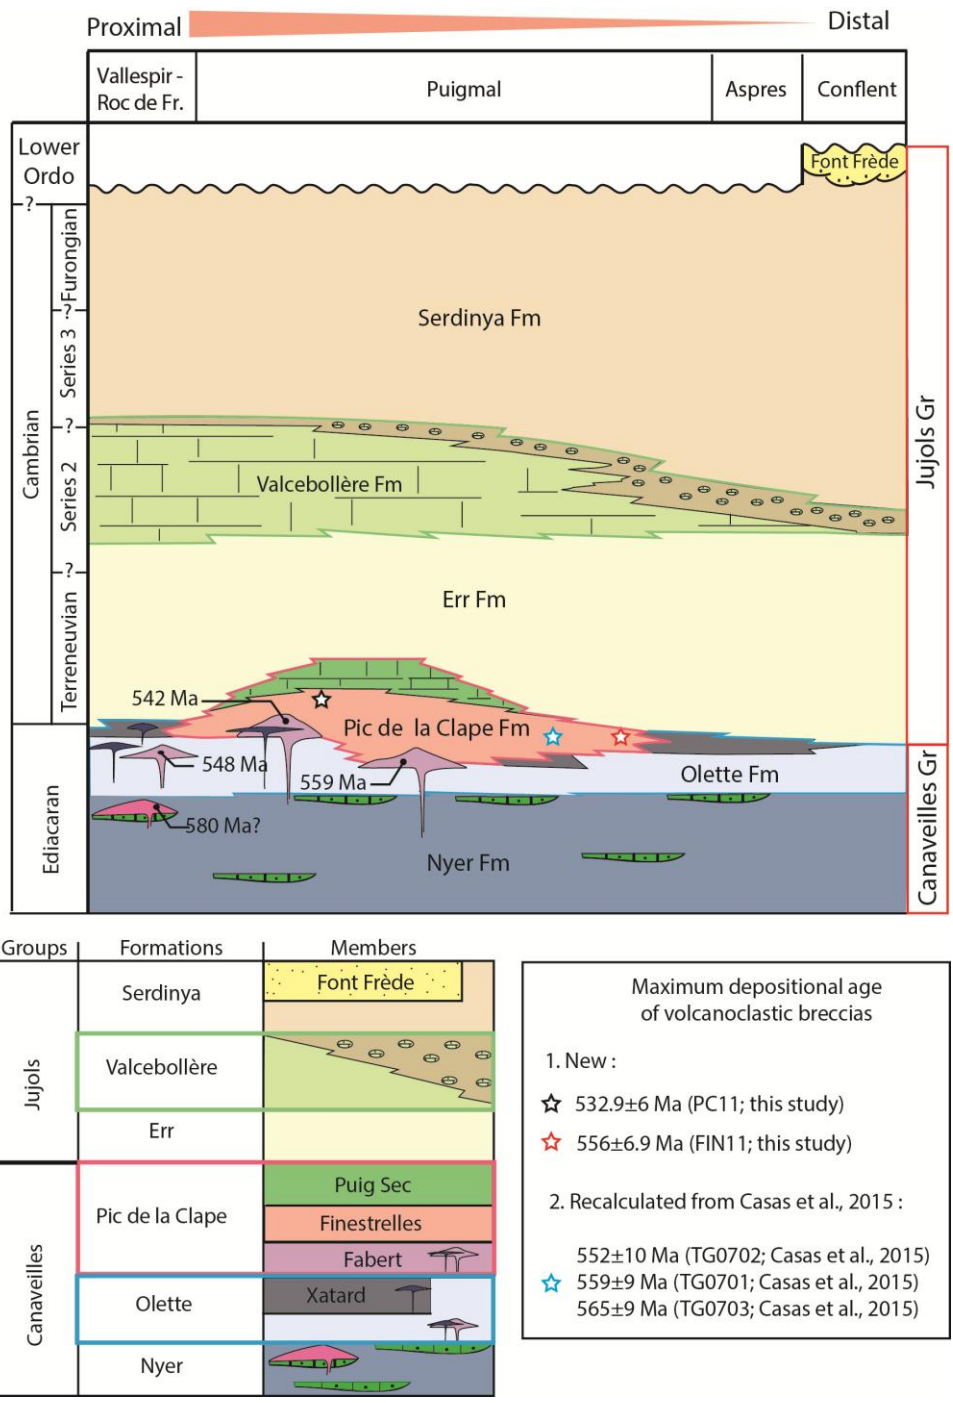 Proximal
Distal
Vallespir -
Roc de Fr.
Puigmal
Aspres
Conflent
Lower
Ordo
Font Frède
?
Furongian
?
Serdinya Fm
Series 3
?
Cambrian
Series 2
Valcebollère Fm
Jujols Gr
?
Err Fm
Terreneuvian
542 Ma
Pic de la Clape Fm
548 Ma
559 Ma
Olette Fm
580 Ma?
Ediacaran
Nyer Fm
Canaveilles Gr
Groups
Formations
Members
Serdinya
Font Frède
Jujols
Valcebollère
Err
Puig Sec
Pic de la Clape
Finestrelles
Fabert
Canaveilles
Olette
Xatard
Nyer
Maximum depositional age
of volcanoclastic breccias
1. New :
532.9±6 Ma (PC11; this study)
556±6.9 Ma (FIN11; this study)
2. Recalculated from Casas et al., 2015 :
552±10 Ma (TG0702; Casas et al., 2015)
559±9 Ma (TG0701; Casas et al., 2015)
565±9 Ma (TG0703; Casas et al., 2015)